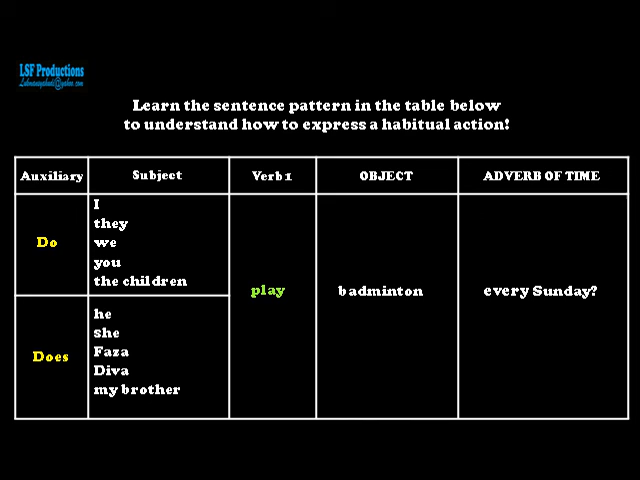 LSF Productions
Learn the sentence pattern in the table below
to understand how to express a habitual action!
Auxiliary Subject Verb 1 OBJECT ADVERB OF TIME
Do
I
they
we
you
the children
play badminton every Sunday?
Does
he
she
Faza
Diva
my brother